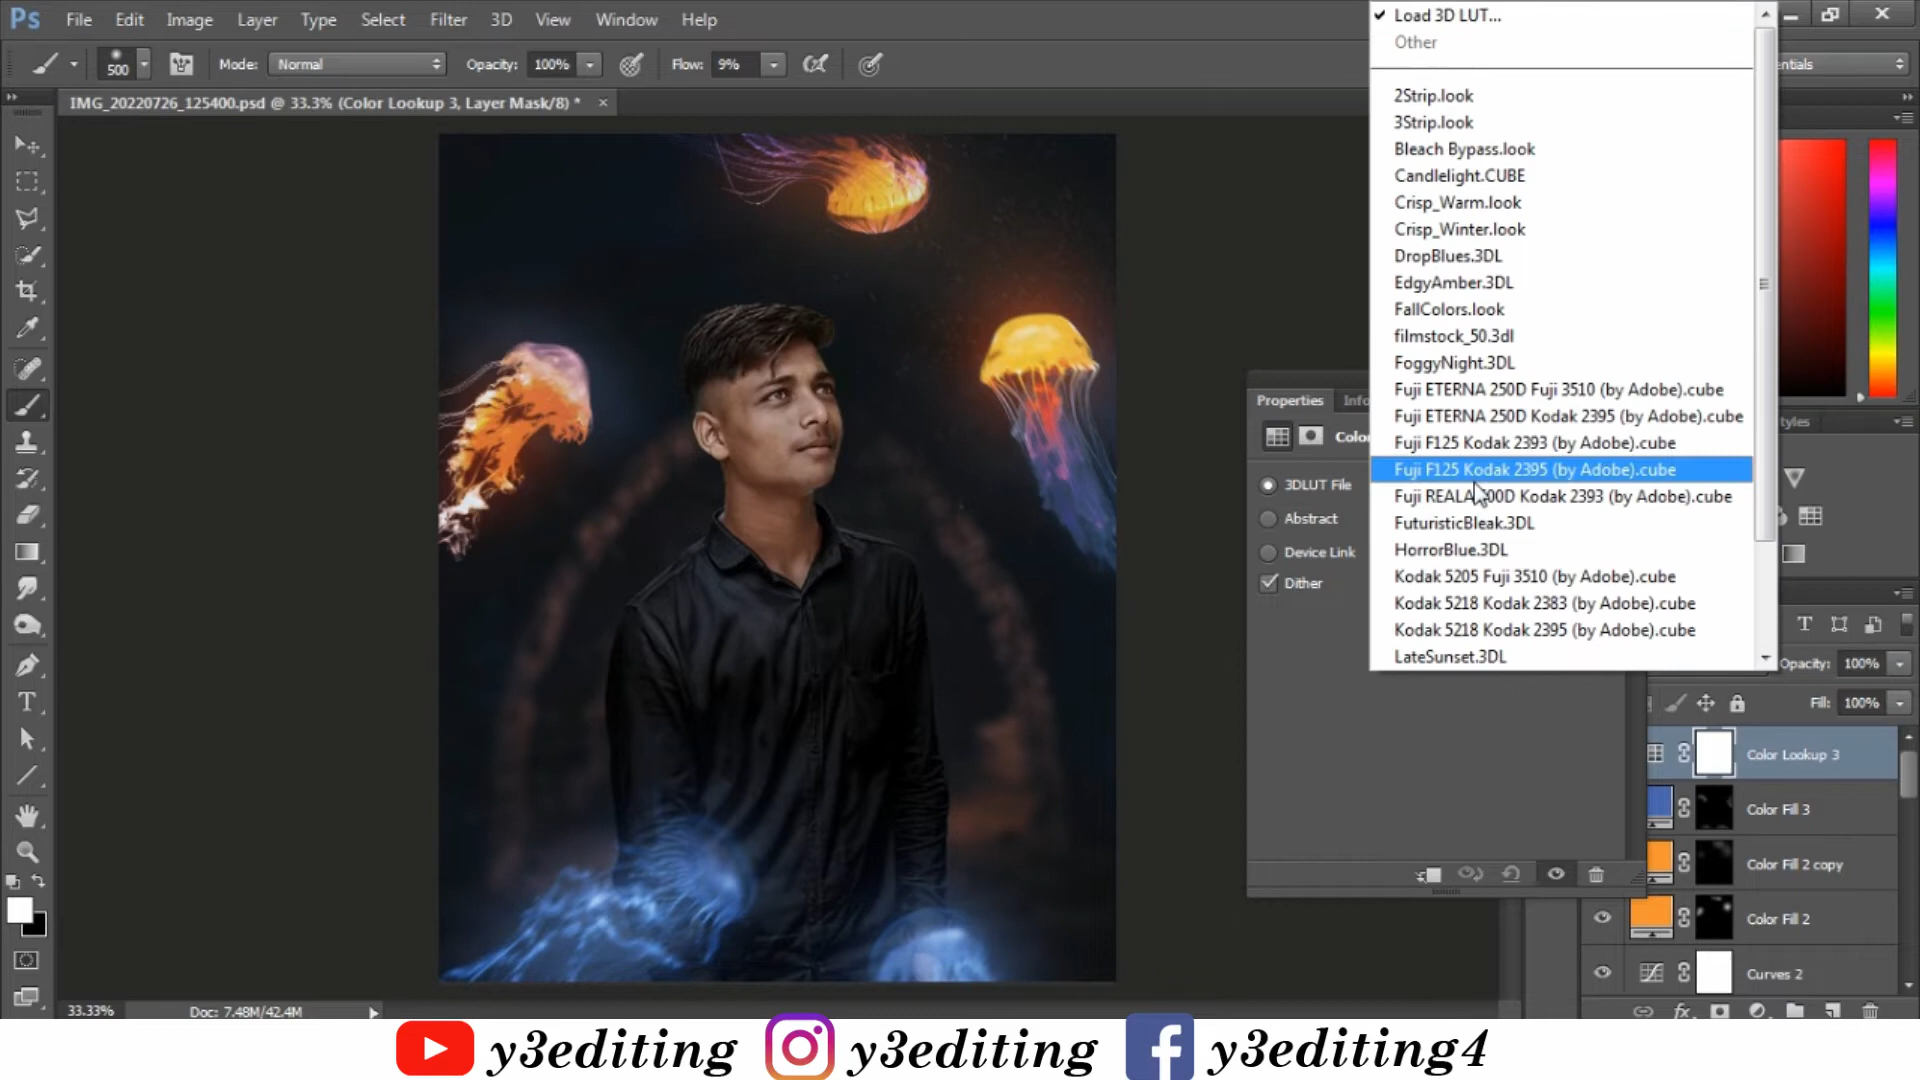 Ps File Edit Image Layer Type Select Filter 3D View Window Help
500 Mode: Normal Opacity: 100% Flow: 9%
entials
IMG_20220726_125400.psd @ 33.3% (Color Lookup 3, Layer Mask/8) *
Load 3D LUT...
Other
2Strip.look
3Strip.look
Bleach Bypass.look
Candlelight.CUBE
Crisp_Warm.look
Crisp_Winter.look
DropBlues.3DL
EdgyAmber.3DL
FallColors.look
filmstock_50.3dl
FoggyNight.3DL
Fuji ETERNA 250D Fuji 3510 (by Adobe).cube
Fuji ETERNA 250D Kodak 2395 (by Adobe).cube
Fuji F125 Kodak 2393 (by Adobe).cube
Fuji F125 Kodak 2395 (by Adobe).cube
Fuji REALA 500D Kodak 2393 (by Adobe).cube
FuturisticBleak.3DL
HorrorBlue.3DL
Kodak 5205 Fuji 3510 (by Adobe).cube
Kodak 5218 Kodak 2383 (by Adobe).cube
Kodak 5218 Kodak 2395 (by Adobe).cube
LateSunset.3DL
Properties Info
Color
3DLUT File
Abstract
Device Link
Dither
tyles
Opacity: 100%
Fill: 100%
Color Lookup 3
Color Fill 3
Color Fill 2 copy
Color Fill 2
Curves 2
33.33% Doc: 7.48M/42.4M
y3editing y3editing y3editing4